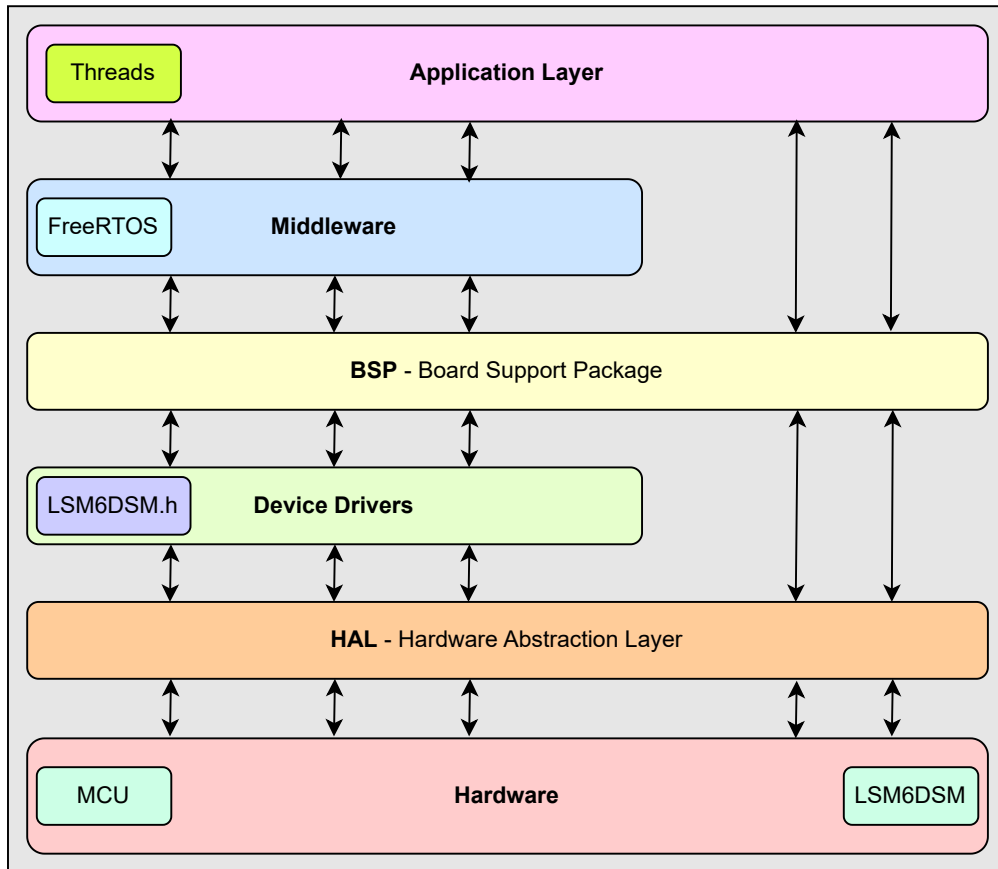 Threads
Application Layer
FreeRTOS
Middleware
BSP - Board Support Package
LSM6DSM.h
Device Drivers
HAL - Hardware Abstraction Layer
MCU
Hardware
LSM6DSM